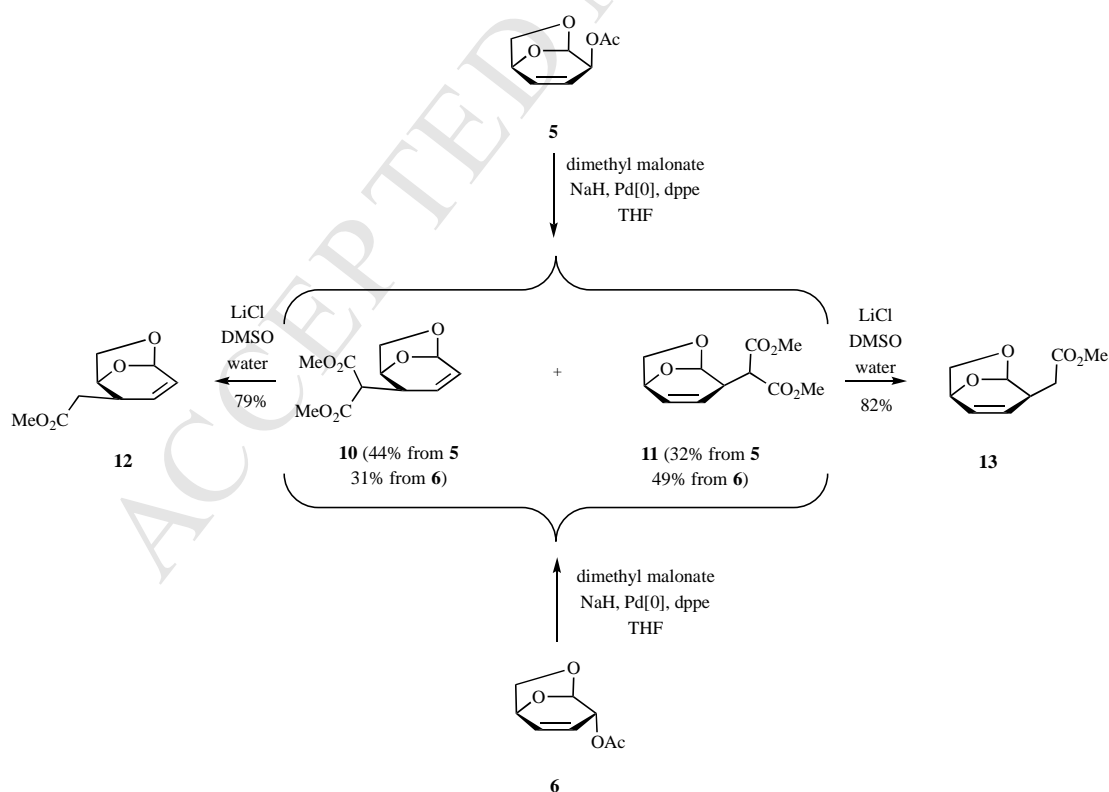 O
O
OAc
5
dimethyl malonate
NaH, Pd[0], dppe
THF
LiCl
DMSO
water
79%
O
O
MeO2C
12
O
O
MeO2C
MeO2C
10 (44% from 5
31% from 6)
+
O
O
CO2Me
CO2Me
11 (32% from 5
49% from 6)
LiCl
DMSO
water
82%
O
O
CO2Me
13
dimethyl malonate
NaH, Pd[0], dppe
THF
O
O
OAc
6
ACCEPTED